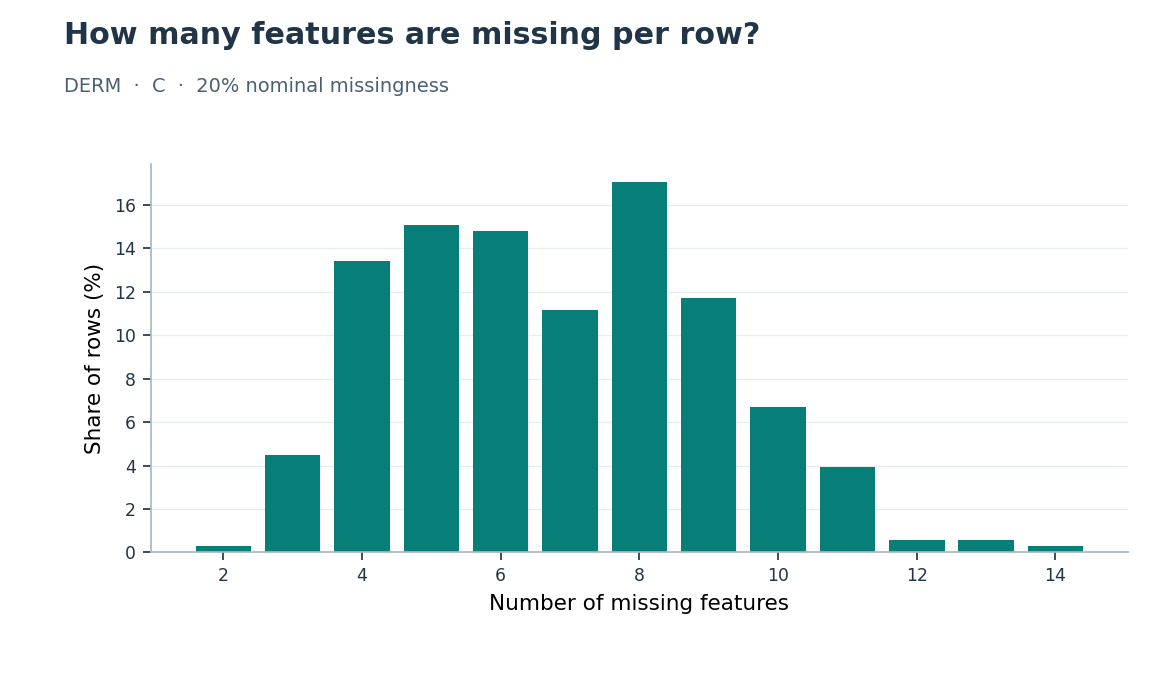 How many features are missing per row?
DERM · C · 20% nominal missingness
16
14
12
10
8
6
4
2
0
Share of rows (%)
2 4 6 8 10 12 14
Number of missing features